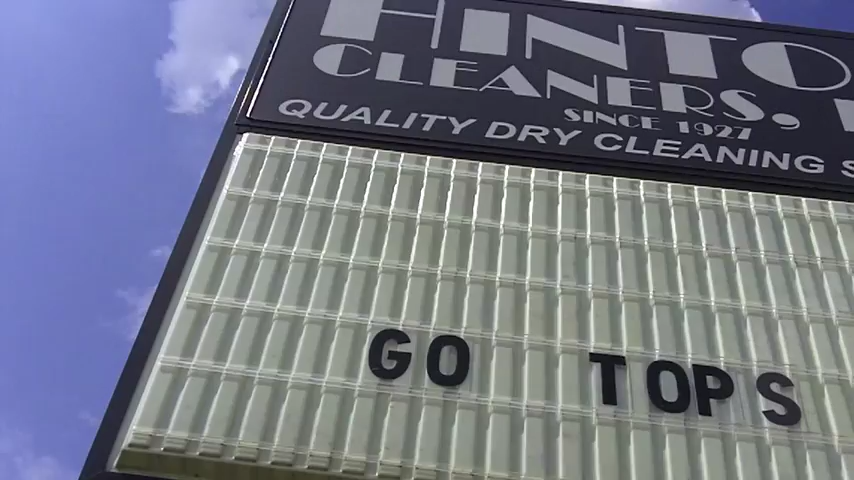 HINTO
CLEANERS,
SINCE 1927
QUALITY DRY CLEANING S
GO TOPS